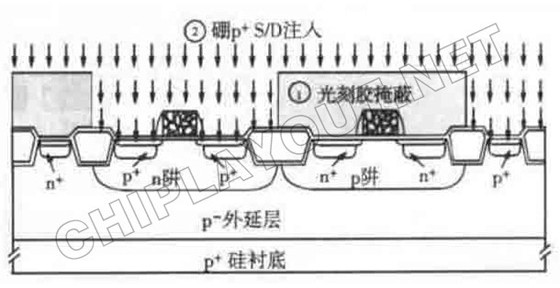 ② 硼p⁺ S/D注入
① 光刻胶掩蔽
n⁺ p⁺ n阱 p⁺ n⁺ p阱 n⁺ p⁺
p⁻外延层
p⁺ 硅衬底
CHIPLAYOUT.NET